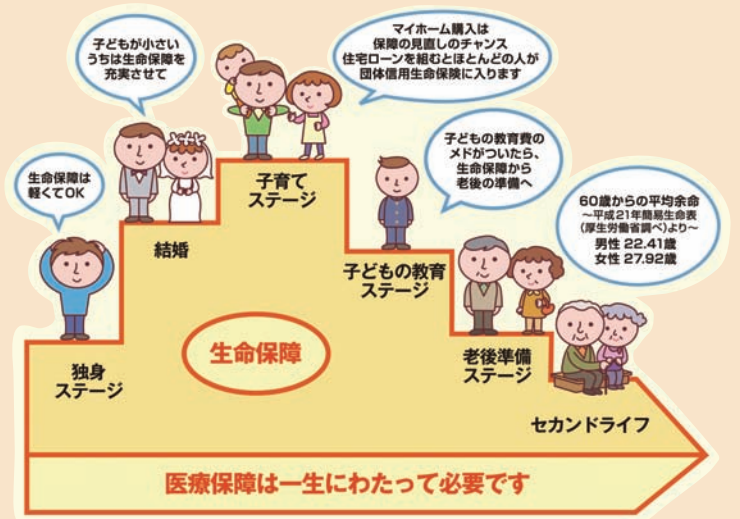 子どもが小さい
うちは生命保障を
充実させて
マイホーム購入は
保障の見直しのチャンス
住宅ローンを組むとほとんどの人が
団体信用生命保険に入ります
生命保障は
軽くてOK
子どもの教育費の
メドがついたら、
生命保障から
老後の準備へ
60歳からの平均余命
～平成21年簡易生命表
(厚生労働省調べ)より～
男性 22.41歳
女性 27.92歳
独身
ステージ
結婚
子育て
ステージ
子どもの教育
ステージ
老後準備
ステージ
セカンドライフ
生命保障
医療保障は一生にわたって必要です